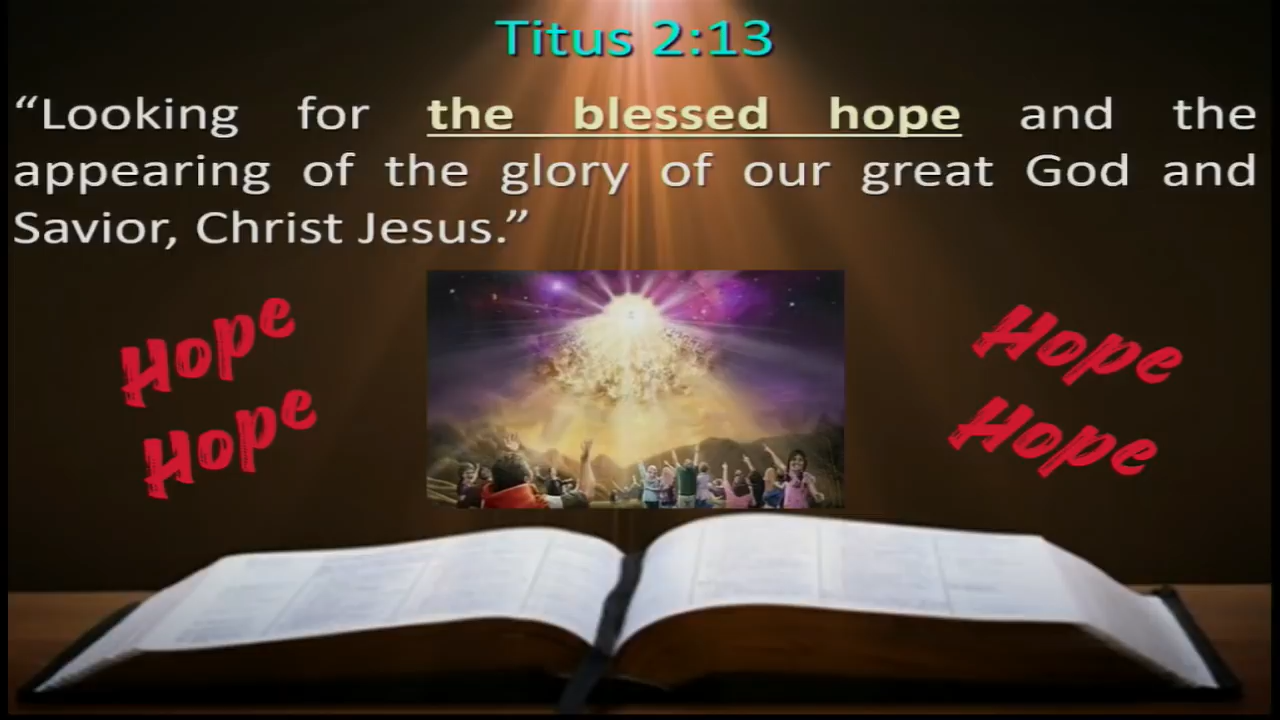 Titus 2:13
“Looking for the blessed hope and the
appearing of the glory of our great God and
Savior, Christ Jesus.”
Hope
Hope
Hope
Hope